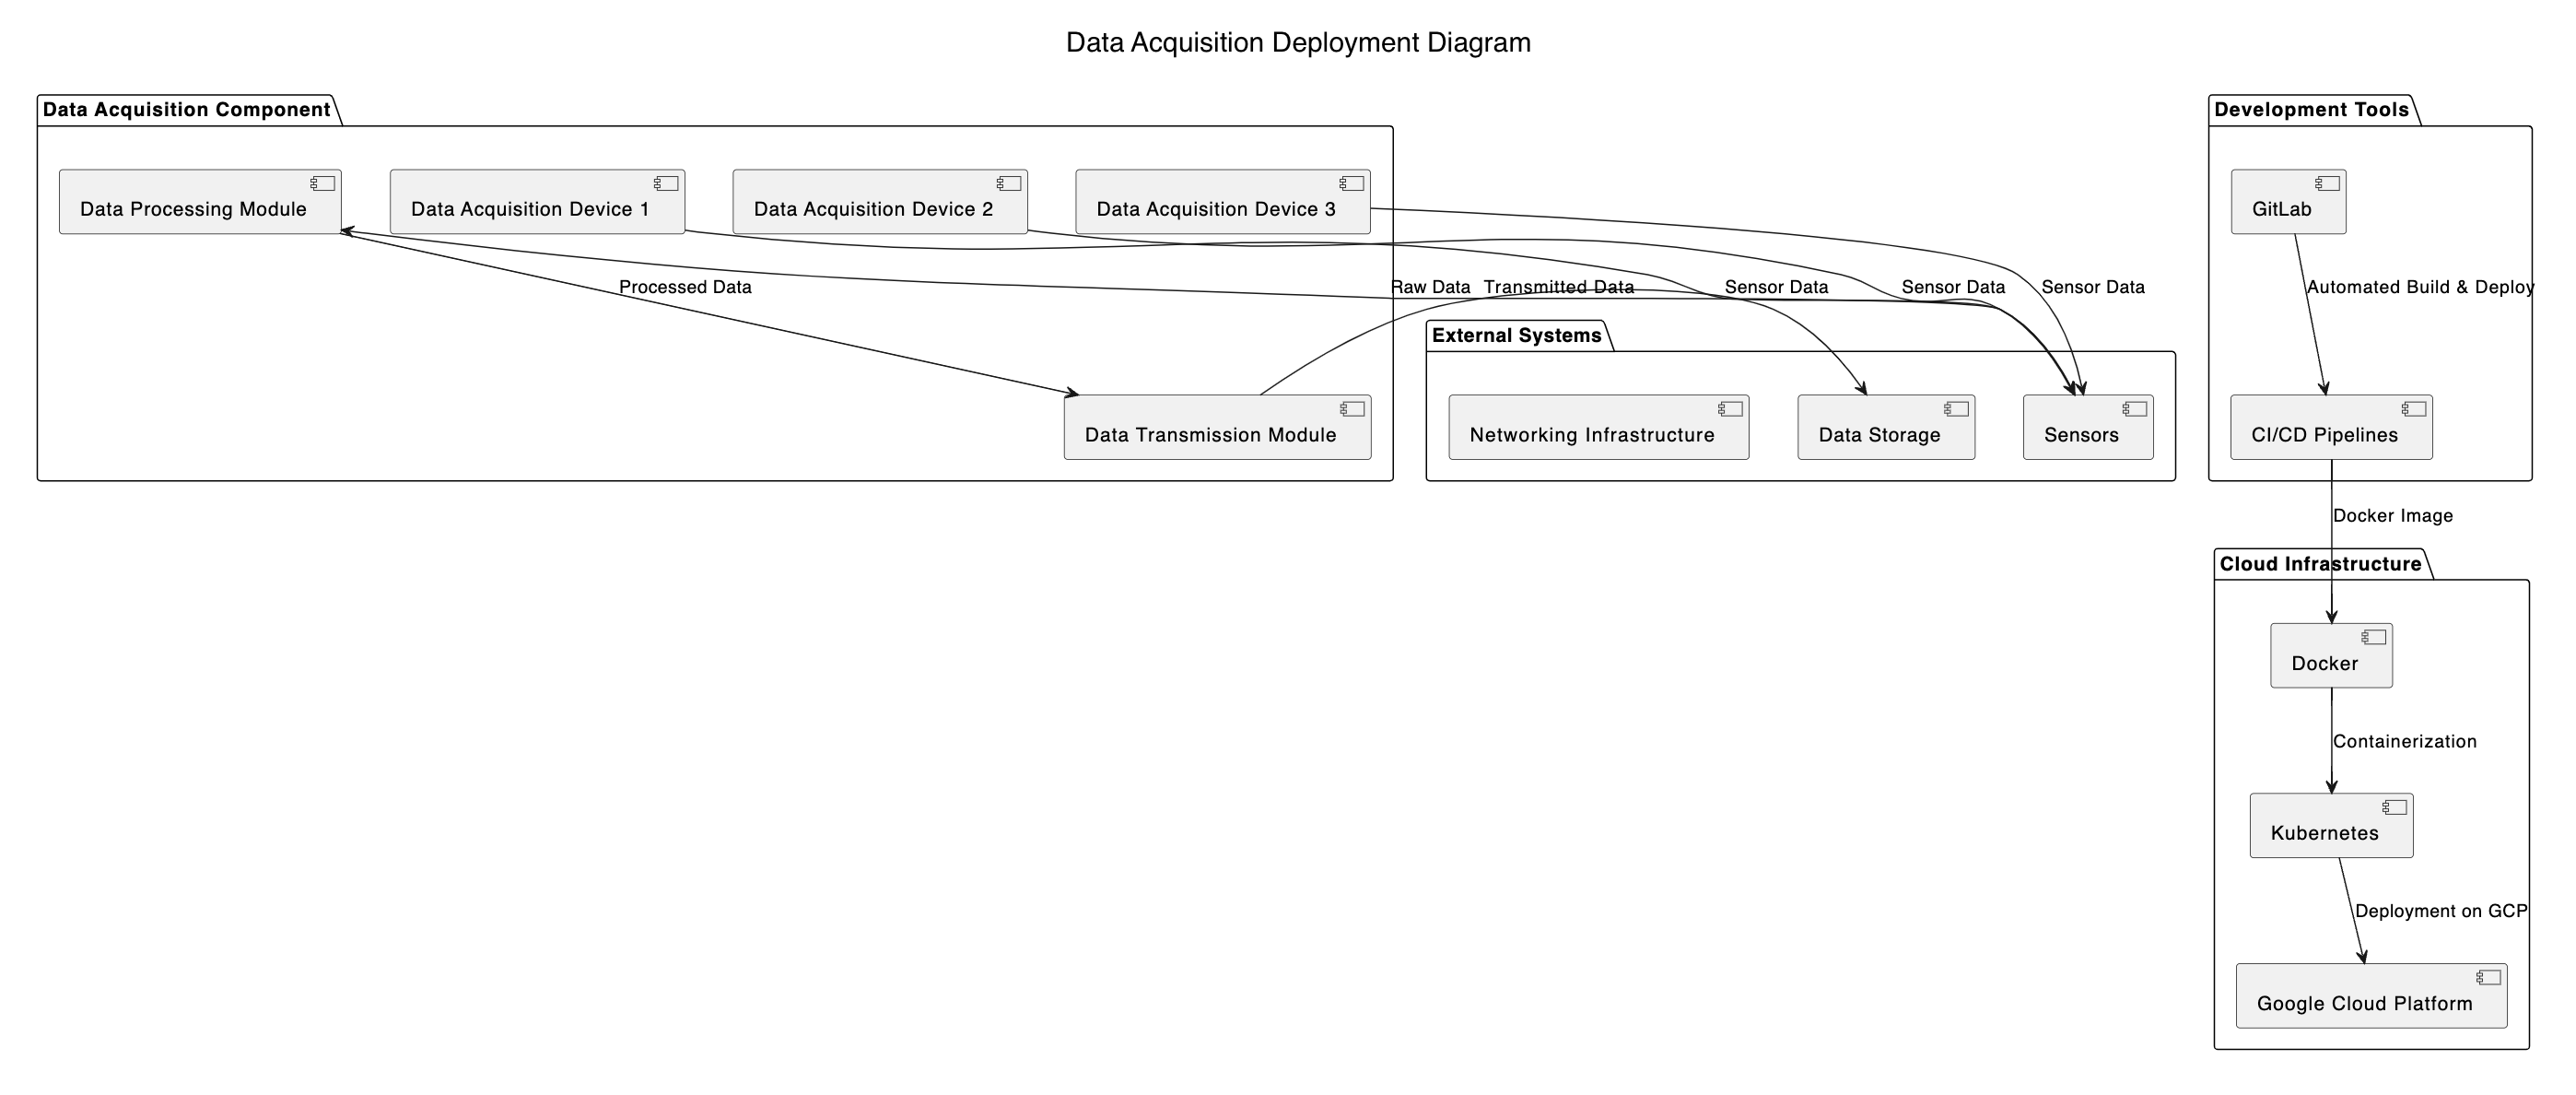 Data Acquisition Deployment Diagram
Data Acquisition Component
Development Tools
Data Processing Module
Data Acquisition Device 1
Data Acquisition Device 2
Data Acquisition Device 3
GitLab
Processed Data
Raw Data
Transmitted Data
Sensor Data
Sensor Data
Sensor Data
Automated Build & Deploy
External Systems
Data Transmission Module
Networking Infrastructure
Data Storage
Sensors
CI/CD Pipelines
Docker Image
Cloud Infrastructure
Docker
Containerization
Kubernetes
Deployment on GCP
Google Cloud Platform